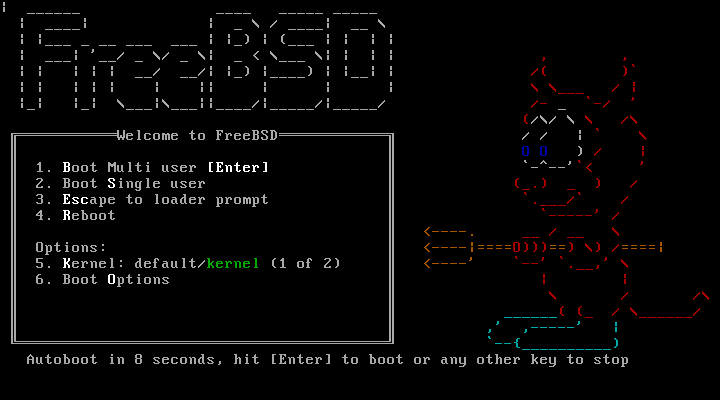 FreeBSD
Welcome to FreeBSD
1. Boot Multi user [Enter]
2. Boot Single user
3. Escape to loader prompt
4. Reboot
Options:
5. Kernel: default/kernel (1 of 2)
6. Boot Options
Autoboot in 8 seconds, hit [Enter] to boot or any other key to stop